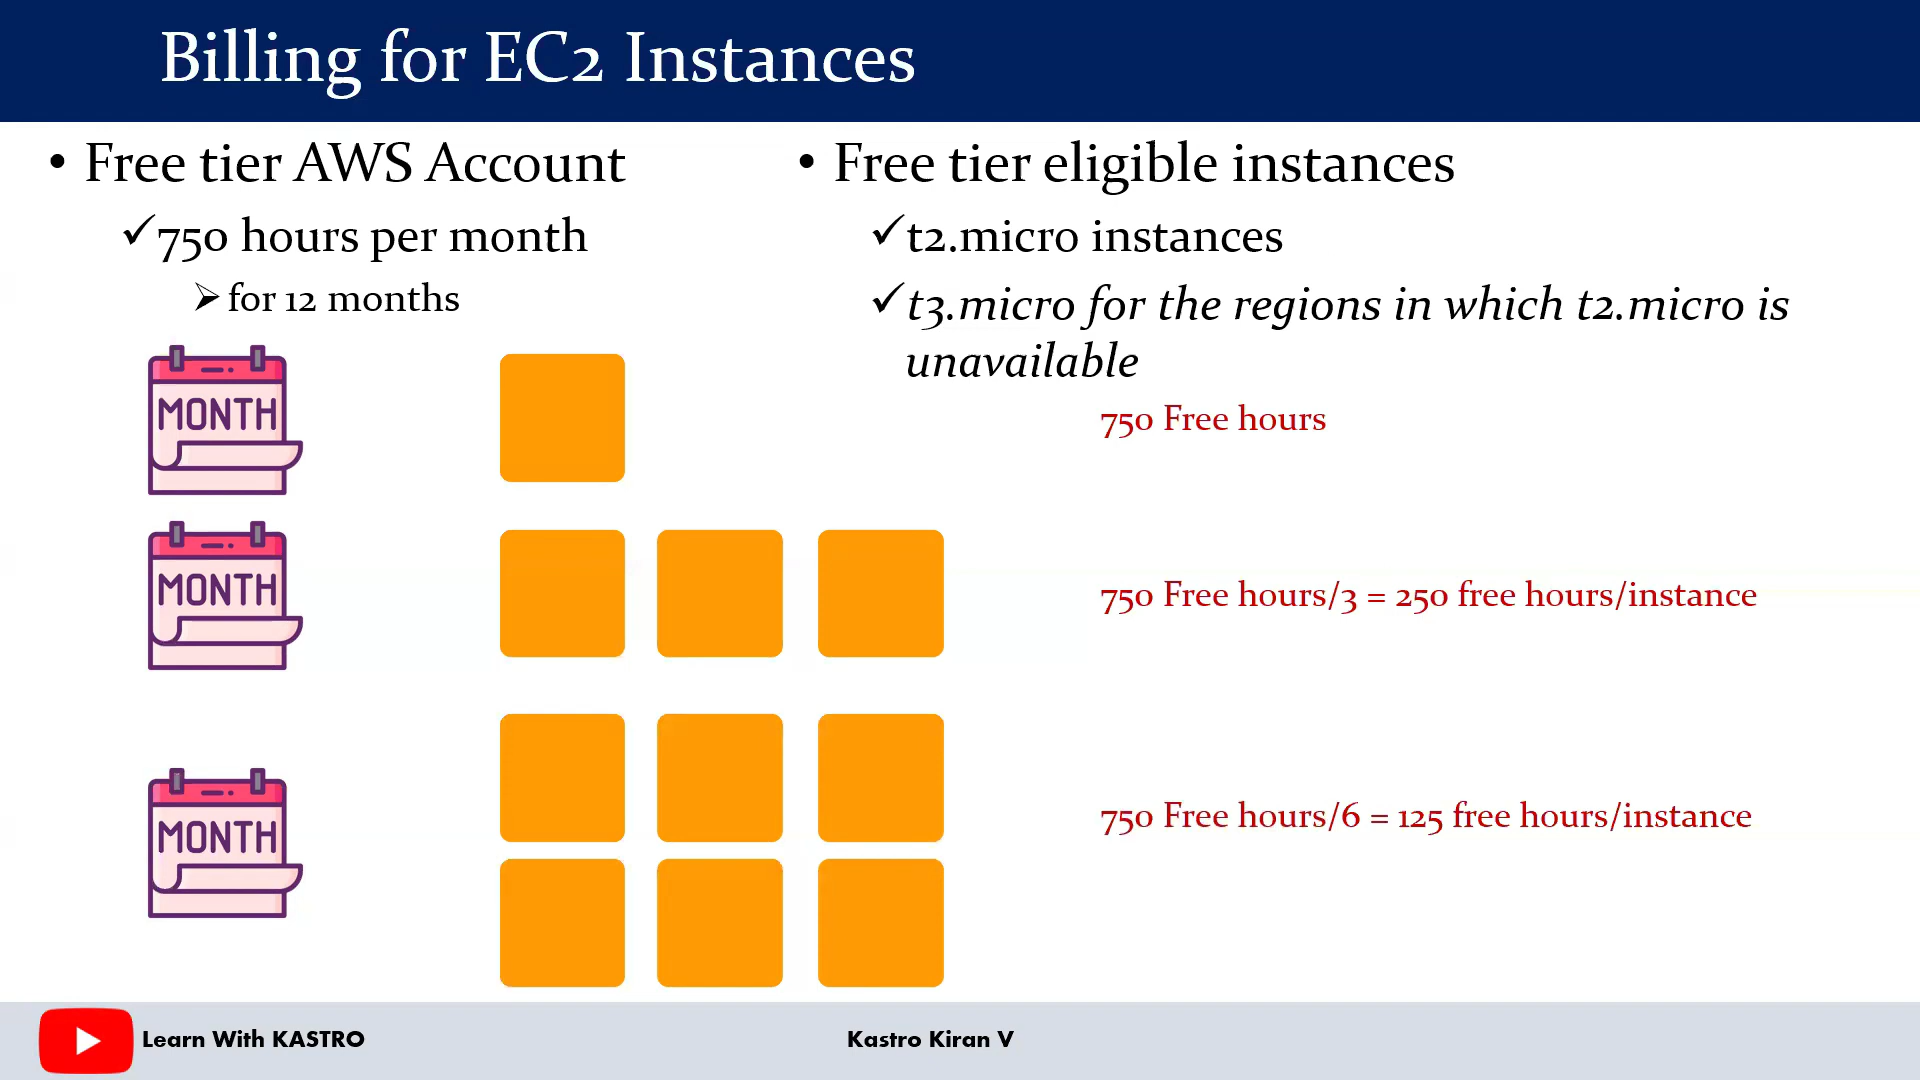 Billing for EC2 Instances
• Free tier AWS Account
✓750 hours per month
➢ for 12 months
• Free tier eligible instances
✓t2.micro instances
✓t3.micro for the regions in which t2.micro is
unavailable
MONTH
750 Free hours
MONTH
750 Free hours/3 = 250 free hours/instance
MONTH
750 Free hours/6 = 125 free hours/instance
Learn With KASTRO
Kastro Kiran V